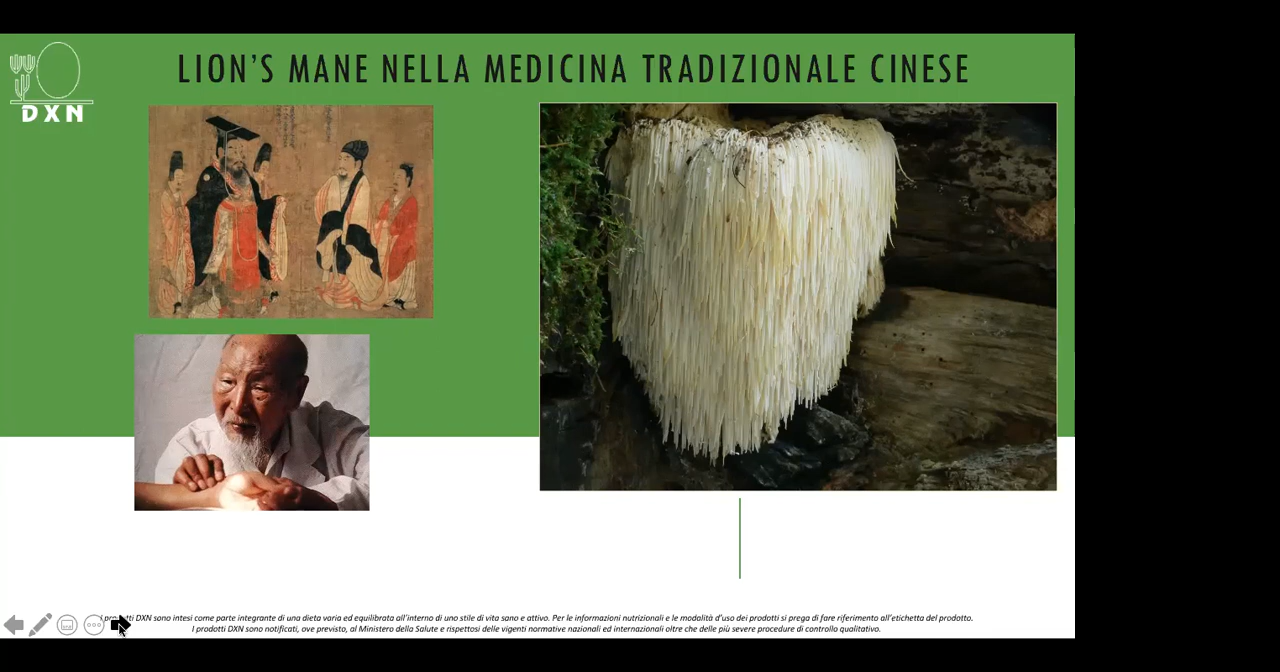 LION'S MANE NELLA MEDICINA TRADIZIONALE CINESE
DXN
I prodotti DXN sono intesi come parte integrante di una dieta varia ed equilibrata all'interno di uno stile di vita sano e attivo. Per le informazioni nutrizionali e le modalità d'uso dei prodotti si prega di fare riferimento all'etichetta del prodotto.
I prodotti DXN sono notificati, ove previsto, al Ministero della Salute e rispettosi delle vigenti normative nazionali ed internazionali oltre che delle più severe procedure di controllo qualitativo.